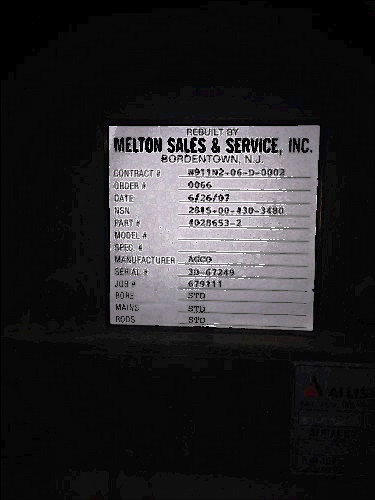 REBUILT BY
MELTON SALES & SERVICE, INC.
BORDENTOWN, N.J.
CONTRACT # W911N2-06-D-0002
ORDER # 0066
DATE 6/26/07
NSN 2815-00-430-3480
PART # 4028653-2
MODEL #
SPEC #
MANUFACTURER AGCO
SERIAL # 3D-67249
JOB # 679111
BORE STD
MAINS STD
RODS STD
ALLIS